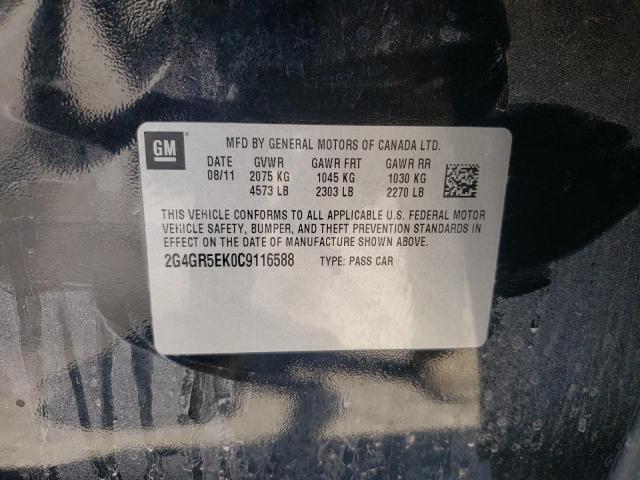 GM
MFD BY GENERAL MOTORS OF CANADA LTD.
DATE GVWR GAWR FRT GAWR RR
08/11 2075 KG 1045 KG 1030 KG
4573 LB 2303 LB 2270 LB
THIS VEHICLE CONFORMS TO ALL APPLICABLE U.S. FEDERAL MOTOR
VEHICLE SAFETY, BUMPER, AND THEFT PREVENTION STANDARDS IN
EFFECT ON THE DATE OF MANUFACTURE SHOWN ABOVE.
2G4GR5EK0C9116588 TYPE: PASS CAR